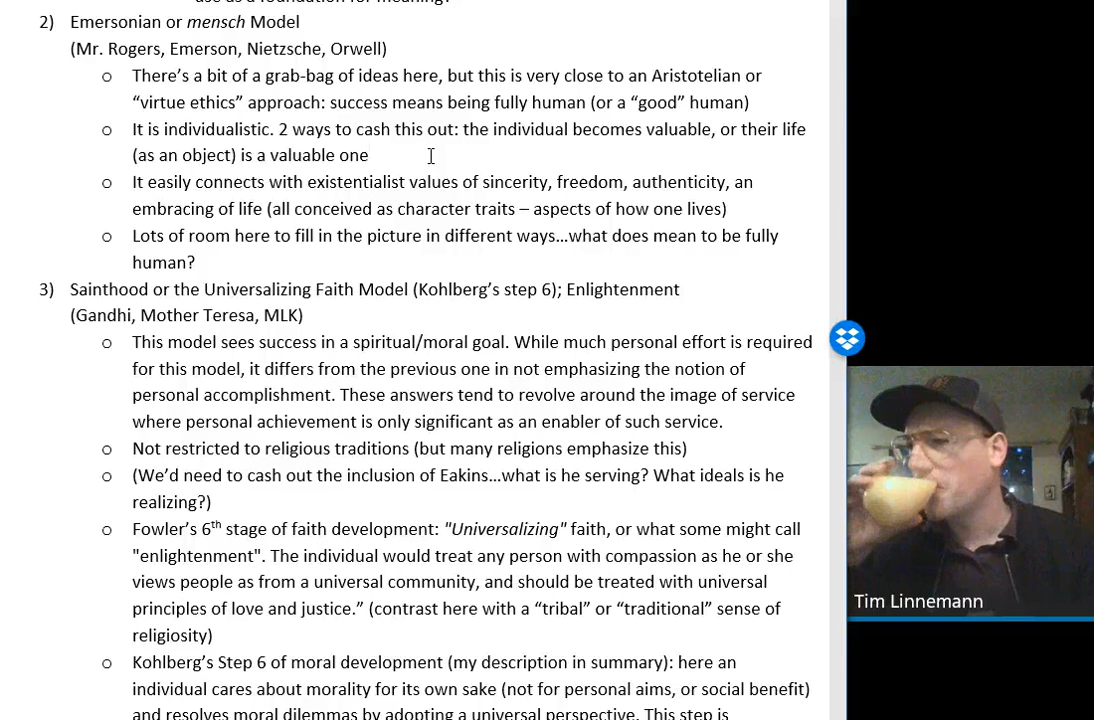 use as a foundation for meaning?
2) Emersonian or mensch Model
(Mr. Rogers, Emerson, Nietzsche, Orwell)
o There's a bit of a grab-bag of ideas here, but this is very close to an Aristotelian or
"virtue ethics" approach: success means being fully human (or a "good" human)
o It is individualistic. 2 ways to cash this out: the individual becomes valuable, or their life
(as an object) is a valuable one
o It easily connects with existentialist values of sincerity, freedom, authenticity, an
embracing of life (all conceived as character traits – aspects of how one lives)
o Lots of room here to fill in the picture in different ways…what does mean to be fully
human?
3) Sainthood or the Universalizing Faith Model (Kohlberg's step 6); Enlightenment
(Gandhi, Mother Teresa, MLK)
o This model sees success in a spiritual/moral goal. While much personal effort is required
for this model, it differs from the previous one in not emphasizing the notion of
personal accomplishment. These answers tend to revolve around the image of service
where personal achievement is only significant as an enabler of such service.
o Not restricted to religious traditions (but many religions emphasize this)
o (We'd need to cash out the inclusion of Eakins…what is he serving? What ideals is he
realizing?)
o Fowler's 6th stage of faith development: "Universalizing" faith, or what some might call
"enlightenment". The individual would treat any person with compassion as he or she
views people as from a universal community, and should be treated with universal
principles of love and justice." (contrast here with a "tribal" or "traditional" sense of
religiosity)
o Kohlberg's Step 6 of moral development (my description in summary): here an
individual cares about morality for its own sake (not for personal aims, or social benefit)
and resolves moral dilemmas by adopting a universal perspective. This step is
Tim Linnemann